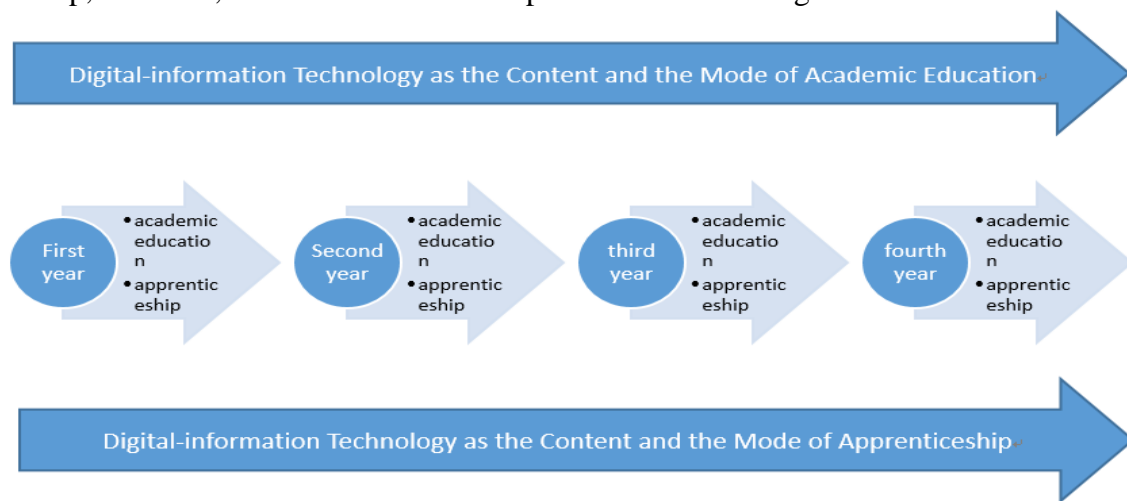 Digital-information Technology as the Content and the Mode of Academic Education
First
year
• academic
educatio
n
• apprentic
eship
Second
year
• academic
educatio
n
• apprentic
eship
third
year
• academic
educatio
n
• apprentic
eship
fourth
year
• academic
educatio
n
• apprentic
eship
Digital-information Technology as the Content and the Mode of Apprenticeship